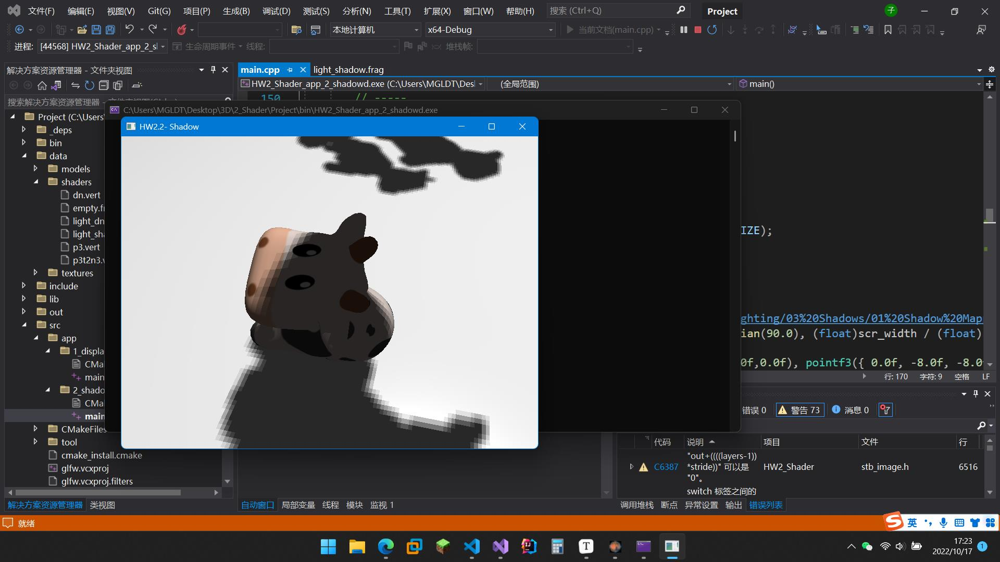 文件(F) 编辑(E) 视图(V) Git(G) 项目(P) 生成(B) 调试(D) 测试(S) 分析(N) 工具(T) 扩展(X) 窗口(W) 帮助(H) 搜索 (Ctrl+Q) Project 子
本地计算机 x64-Debug 当前文档(main.cpp)
进程: [44568] HW2_Shader_app_2_sl 生命周期事件 线程: 堆栈帧:
解决方案资源管理器 - 文件夹视图
main.cpp light_shadow.frag
HW2_Shader_app_2_shadowd.exe (C:\Users\MGLDT\Desl (全局范围) main()
搜索解决方案资源管理器
150 // -----
C:\Users\MGLDT\Desktop\3D\2_Shader\Project\bin\HW2_Shader_app_2_shadowd.exe
HW2.2- Shadow
Project (C:\Users
_deps
bin
data
models
shaders
dn.vert
empty.fr
light_dn
light_sha
p3.vert
p3t2n3.v
textures
include
lib
out
src
app
1_displa
CMa
main
2_shado
CMa
main
CMakeFiles
tool
cmake_install.cmake
glfw.vcxproj
glfw.vcxproj.filters
IZE);
ghting/03%20Shadows/01%20Shadow%20Map
ian(90.0), (float)scr_width / (float)
0f,0.0f), pointf3({ 0.0f, -8.0f, -8.0
行: 170 字符: 9 空格 LF
错误 0 警告 73 消息 0
代码 说明 项目 文件 行
C6387 "out+((((layers-1))*stride))" 可以是"0"。 HW2_Shader stb_image.h 6516
switch 标签之间的
解决方案资源管理器 类视图
自动窗口 局部变量 线程 模块 监视 1
调用堆栈 断点 异常设置 输出 错误列表
就绪
英
17:23
2022/10/17
1